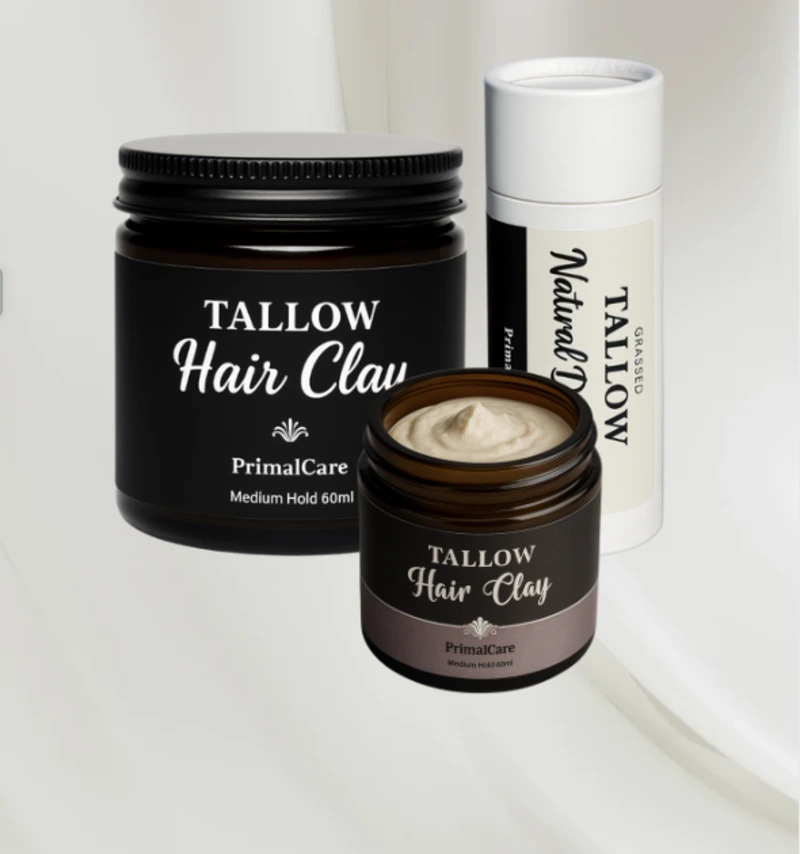 TALLOW
Hair Clay
PrimalCare
Medium Hold 60ml
GRASSED
TALLOW
Natural
TALLOW
Hair Clay
PrimalCare
Medium Hold 60ml